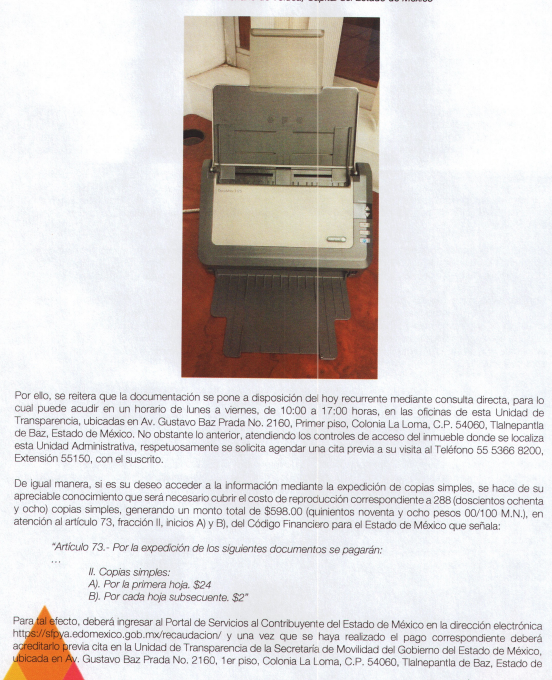 Capital del Estado de México
Por ello, se reitera que la documentación se pone a disposición del hoy recurrente mediante consulta directa, para lo
cual puede acudir en un horario de lunes a viernes, de 10:00 a 17:00 horas, en las oficinas de esta Unidad de
Transparencia, ubicadas en Av. Gustavo Baz Prada No. 2160, Primer piso, Colonia La Loma, C.P. 54060, Tlalnepantla
de Baz, Estado de México. No obstante lo anterior, atendiendo los controles de acceso del inmueble donde se localiza
esta Unidad Administrativa, respetuosamente se solicita agendar una cita previa a su visita al Teléfono 55 5366 8200,
Extensión 55150, con el suscrito.
De igual manera, si es su deseo acceder a la información mediante la expedición de copias simples, se hace de su
apreciable conocimiento que será necesario cubrir el costo de reproducción correspondiente a 288 (doscientos ochenta
y ocho) copias simples, generando un monto total de $598.00 (quinientos noventa y ocho pesos 00/100 M.N.), en
atención al artículo 73, fracción II, inicios A) y B), del Código Financiero para el Estado de México que señala:
"Artículo 73.- Por la expedición de los siguientes documentos se pagarán:
...
II. Copias simples:
A). Por la primera hoja. $24
B). Por cada hoja subsecuente. $2"
Para tal efecto, deberá ingresar al Portal de Servicios al Contribuyente del Estado de México en la dirección electrónica
https://sfpya.edomexico.gob.mx/recaudacion/ y una vez que se haya realizado el pago correspondiente deberá
acreditarlo previa cita en la Unidad de Transparencia de la Secretaría de Movilidad del Gobierno del Estado de México,
ubicada en Av. Gustavo Baz Prada No. 2160, 1er piso, Colonia La Loma, C.P. 54060, Tlalnepantla de Baz, Estado de